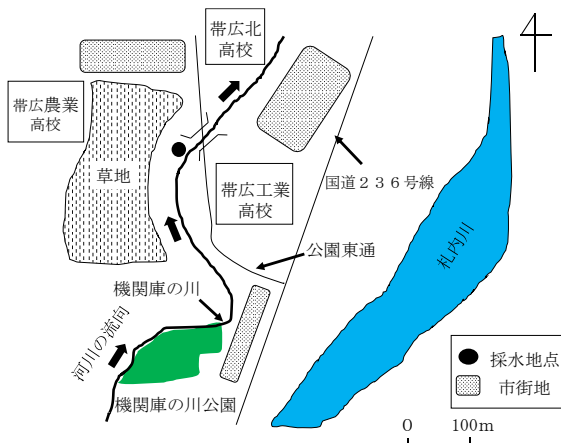 帯広北
高校
帯広農業
高校
草地
帯広工業
高校
国道２３６号線
公園東通
機関庫の川
札内川
河川の流向
機関庫の川公園
採水地点
市街地
0 100m